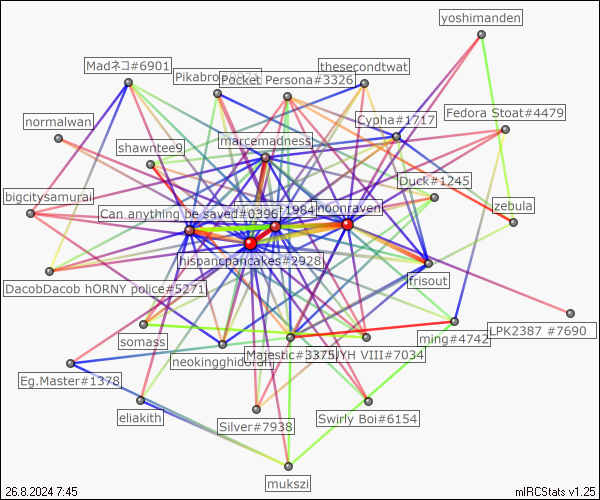 yoshimanden
Madネコ#6901
thesecondtwat
Pikabro
Pocket Persona#3326
Fedora Stoat#4479
Cypha#1717
normalwan
marcemadness
shawntee9
Duck#1245
bigcitysamurai
zebula
Can anything be saved#0396
1984
noonraven
hispancpancakes#2928
frisout
DacobDacob hORNY police#5271
LPK2387 #7690
somass
neokingghidorah
Majestic#3375
JYH VIII#7034
ming#4742
Eg.Master#1378
eliakith
Silver#7938
Swirly Boi#6154
mukszi
26.8.2024 7:45
mIRCStats v1.25